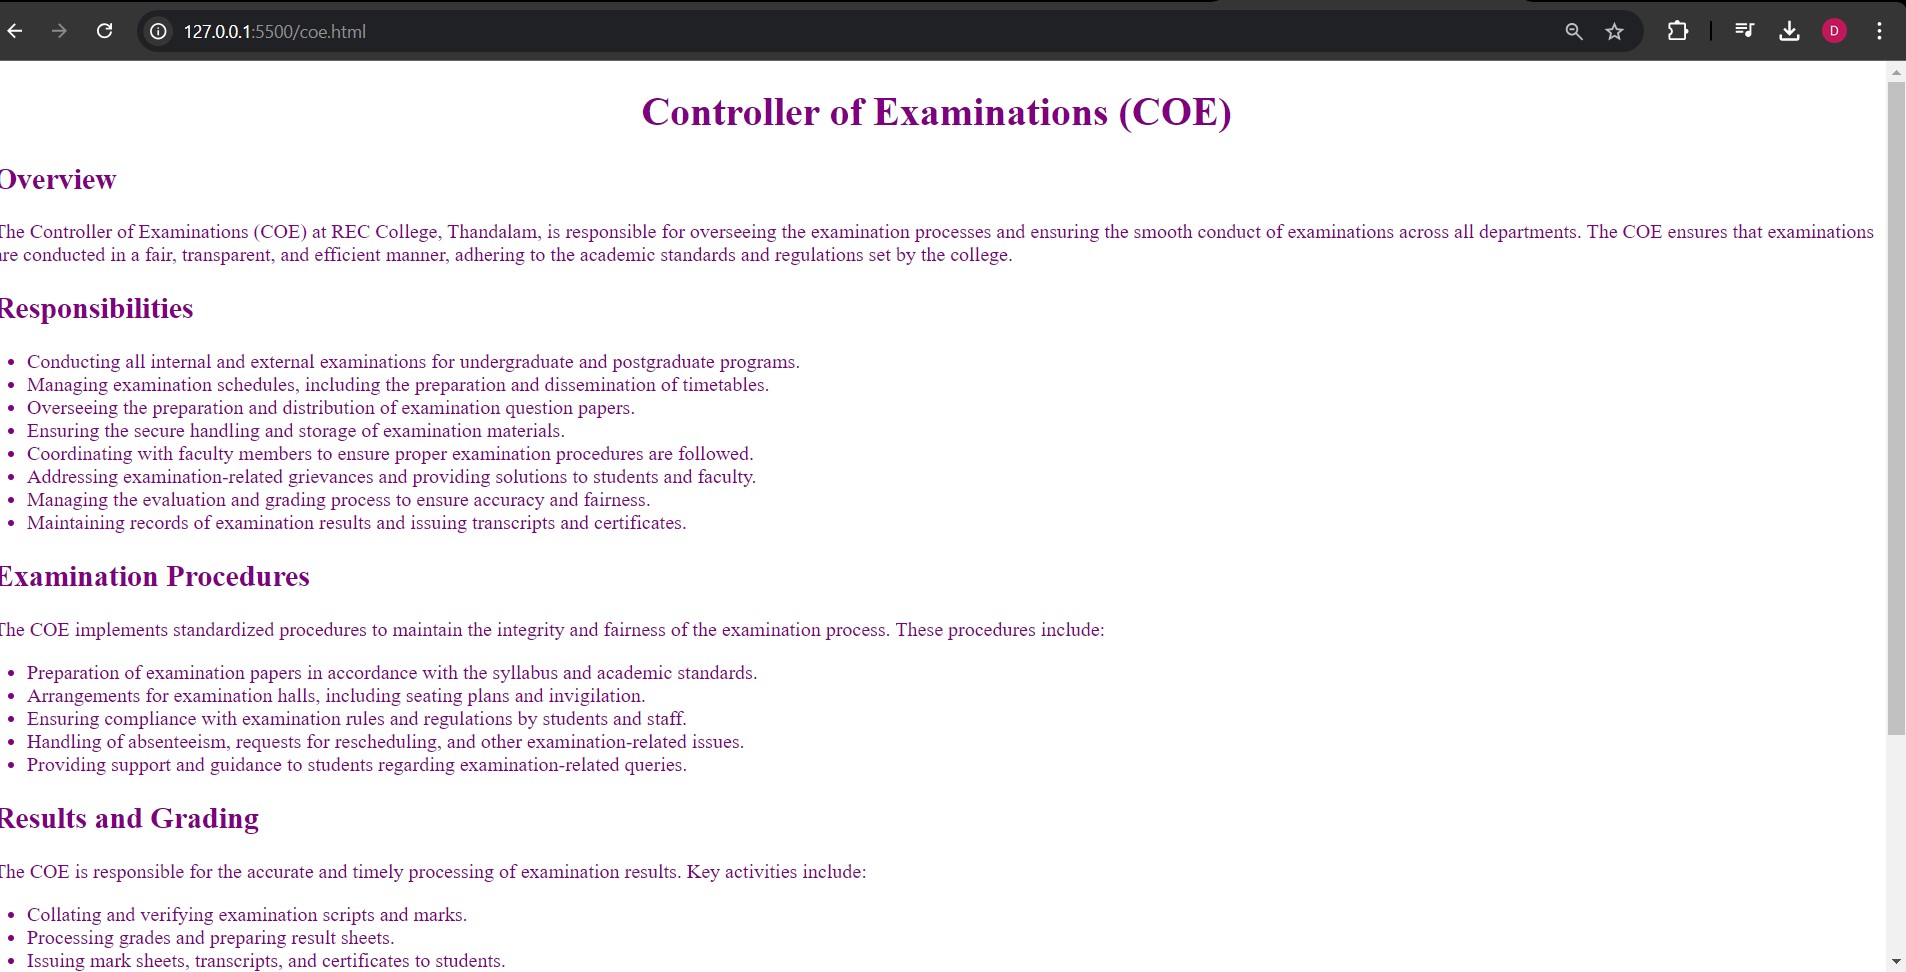 127.0.0.1:5500/coe.html
D
Controller of Examinations (COE)
Overview
The Controller of Examinations (COE) at REC College, Thandalam, is responsible for overseeing the examination processes and ensuring the smooth conduct of examinations across all departments. The COE ensures that examinations
are conducted in a fair, transparent, and efficient manner, adhering to the academic standards and regulations set by the college.
Responsibilities
• Conducting all internal and external examinations for undergraduate and postgraduate programs.
• Managing examination schedules, including the preparation and dissemination of timetables.
• Overseeing the preparation and distribution of examination question papers.
• Ensuring the secure handling and storage of examination materials.
• Coordinating with faculty members to ensure proper examination procedures are followed.
• Addressing examination-related grievances and providing solutions to students and faculty.
• Managing the evaluation and grading process to ensure accuracy and fairness.
• Maintaining records of examination results and issuing transcripts and certificates.
Examination Procedures
The COE implements standardized procedures to maintain the integrity and fairness of the examination process. These procedures include:
• Preparation of examination papers in accordance with the syllabus and academic standards.
• Arrangements for examination halls, including seating plans and invigilation.
• Ensuring compliance with examination rules and regulations by students and staff.
• Handling of absenteeism, requests for rescheduling, and other examination-related issues.
• Providing support and guidance to students regarding examination-related queries.
Results and Grading
The COE is responsible for the accurate and timely processing of examination results. Key activities include:
• Collating and verifying examination scripts and marks.
• Processing grades and preparing result sheets.
• Issuing mark sheets, transcripts, and certificates to students.